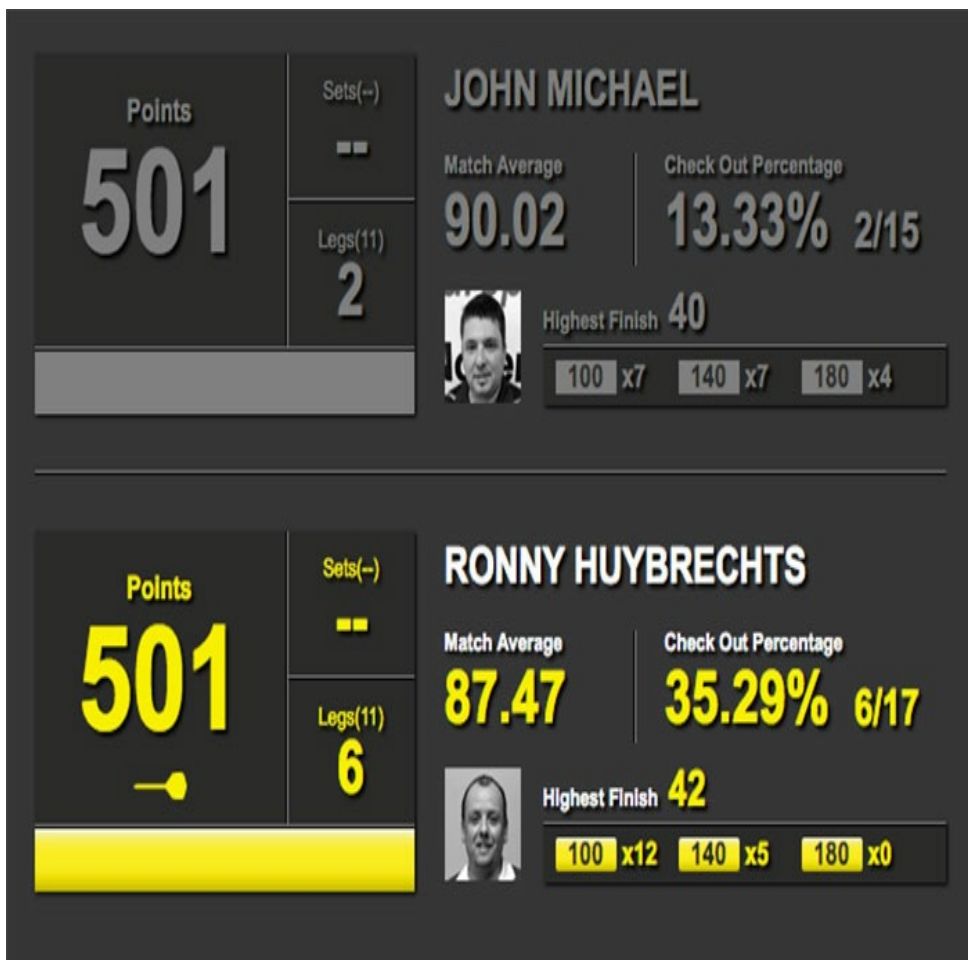 JOHN MICHAEL
Points
501
Sets(--)
--
Legs(11)
2
Match Average
90.02
Check Out Percentage
13.33% 2/15
Highest Finish 40
100 x7 140 x7 180 x4
RONNY HUYBRECHTS
Points
501
Sets(--)
--
Legs(11)
6
Match Average
87.47
Check Out Percentage
35.29% 6/17
Highest Finish 42
100 x12 140 x5 180 x0